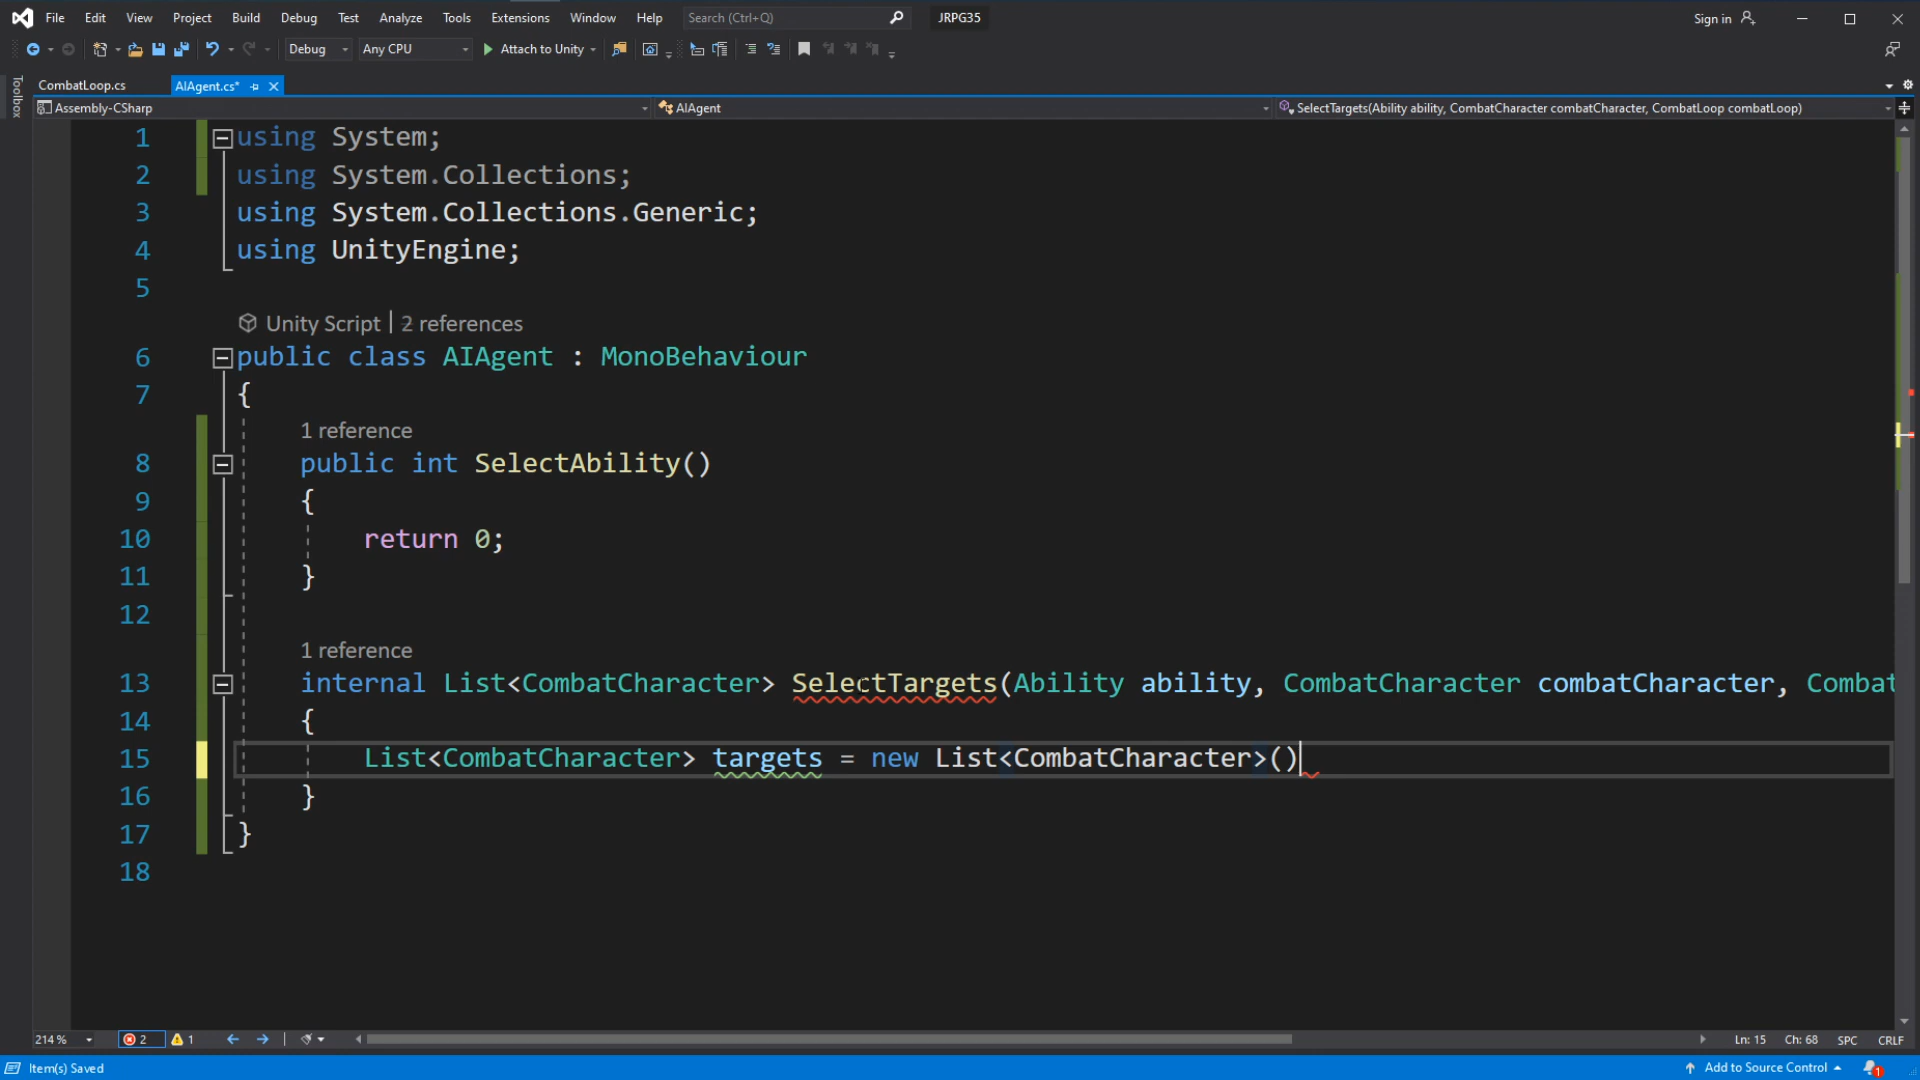 File Edit View Project Build Debug Test Analyze Tools Extensions Window Help Search (Ctrl+Q) JRPG35 Sign in
Debug Any CPU Attach to Unity
CombatLoop.cs AIAgent.cs*
Toolbox
Assembly-CSharp AIAgent SelectTargets(Ability ability, CombatCharacter combatCharacter, CombatLoop combatLoop)
1 using System;
2 using System.Collections;
3 using System.Collections.Generic;
4 using UnityEngine;
5
Unity Script | 2 references
6 public class AIAgent : MonoBehaviour
7 {
1 reference
8 public int SelectAbility()
9 {
10 return 0;
11 }
12
1 reference
13 internal List<CombatCharacter> SelectTargets(Ability ability, CombatCharacter combatCharacter, Combat
14 {
15 List<CombatCharacter> targets = new List<CombatCharacter>()
16 }
17 }
18
214 % 2 1 Ln: 15 Ch: 68 SPC CRLF
Item(s) Saved Add to Source Control 1